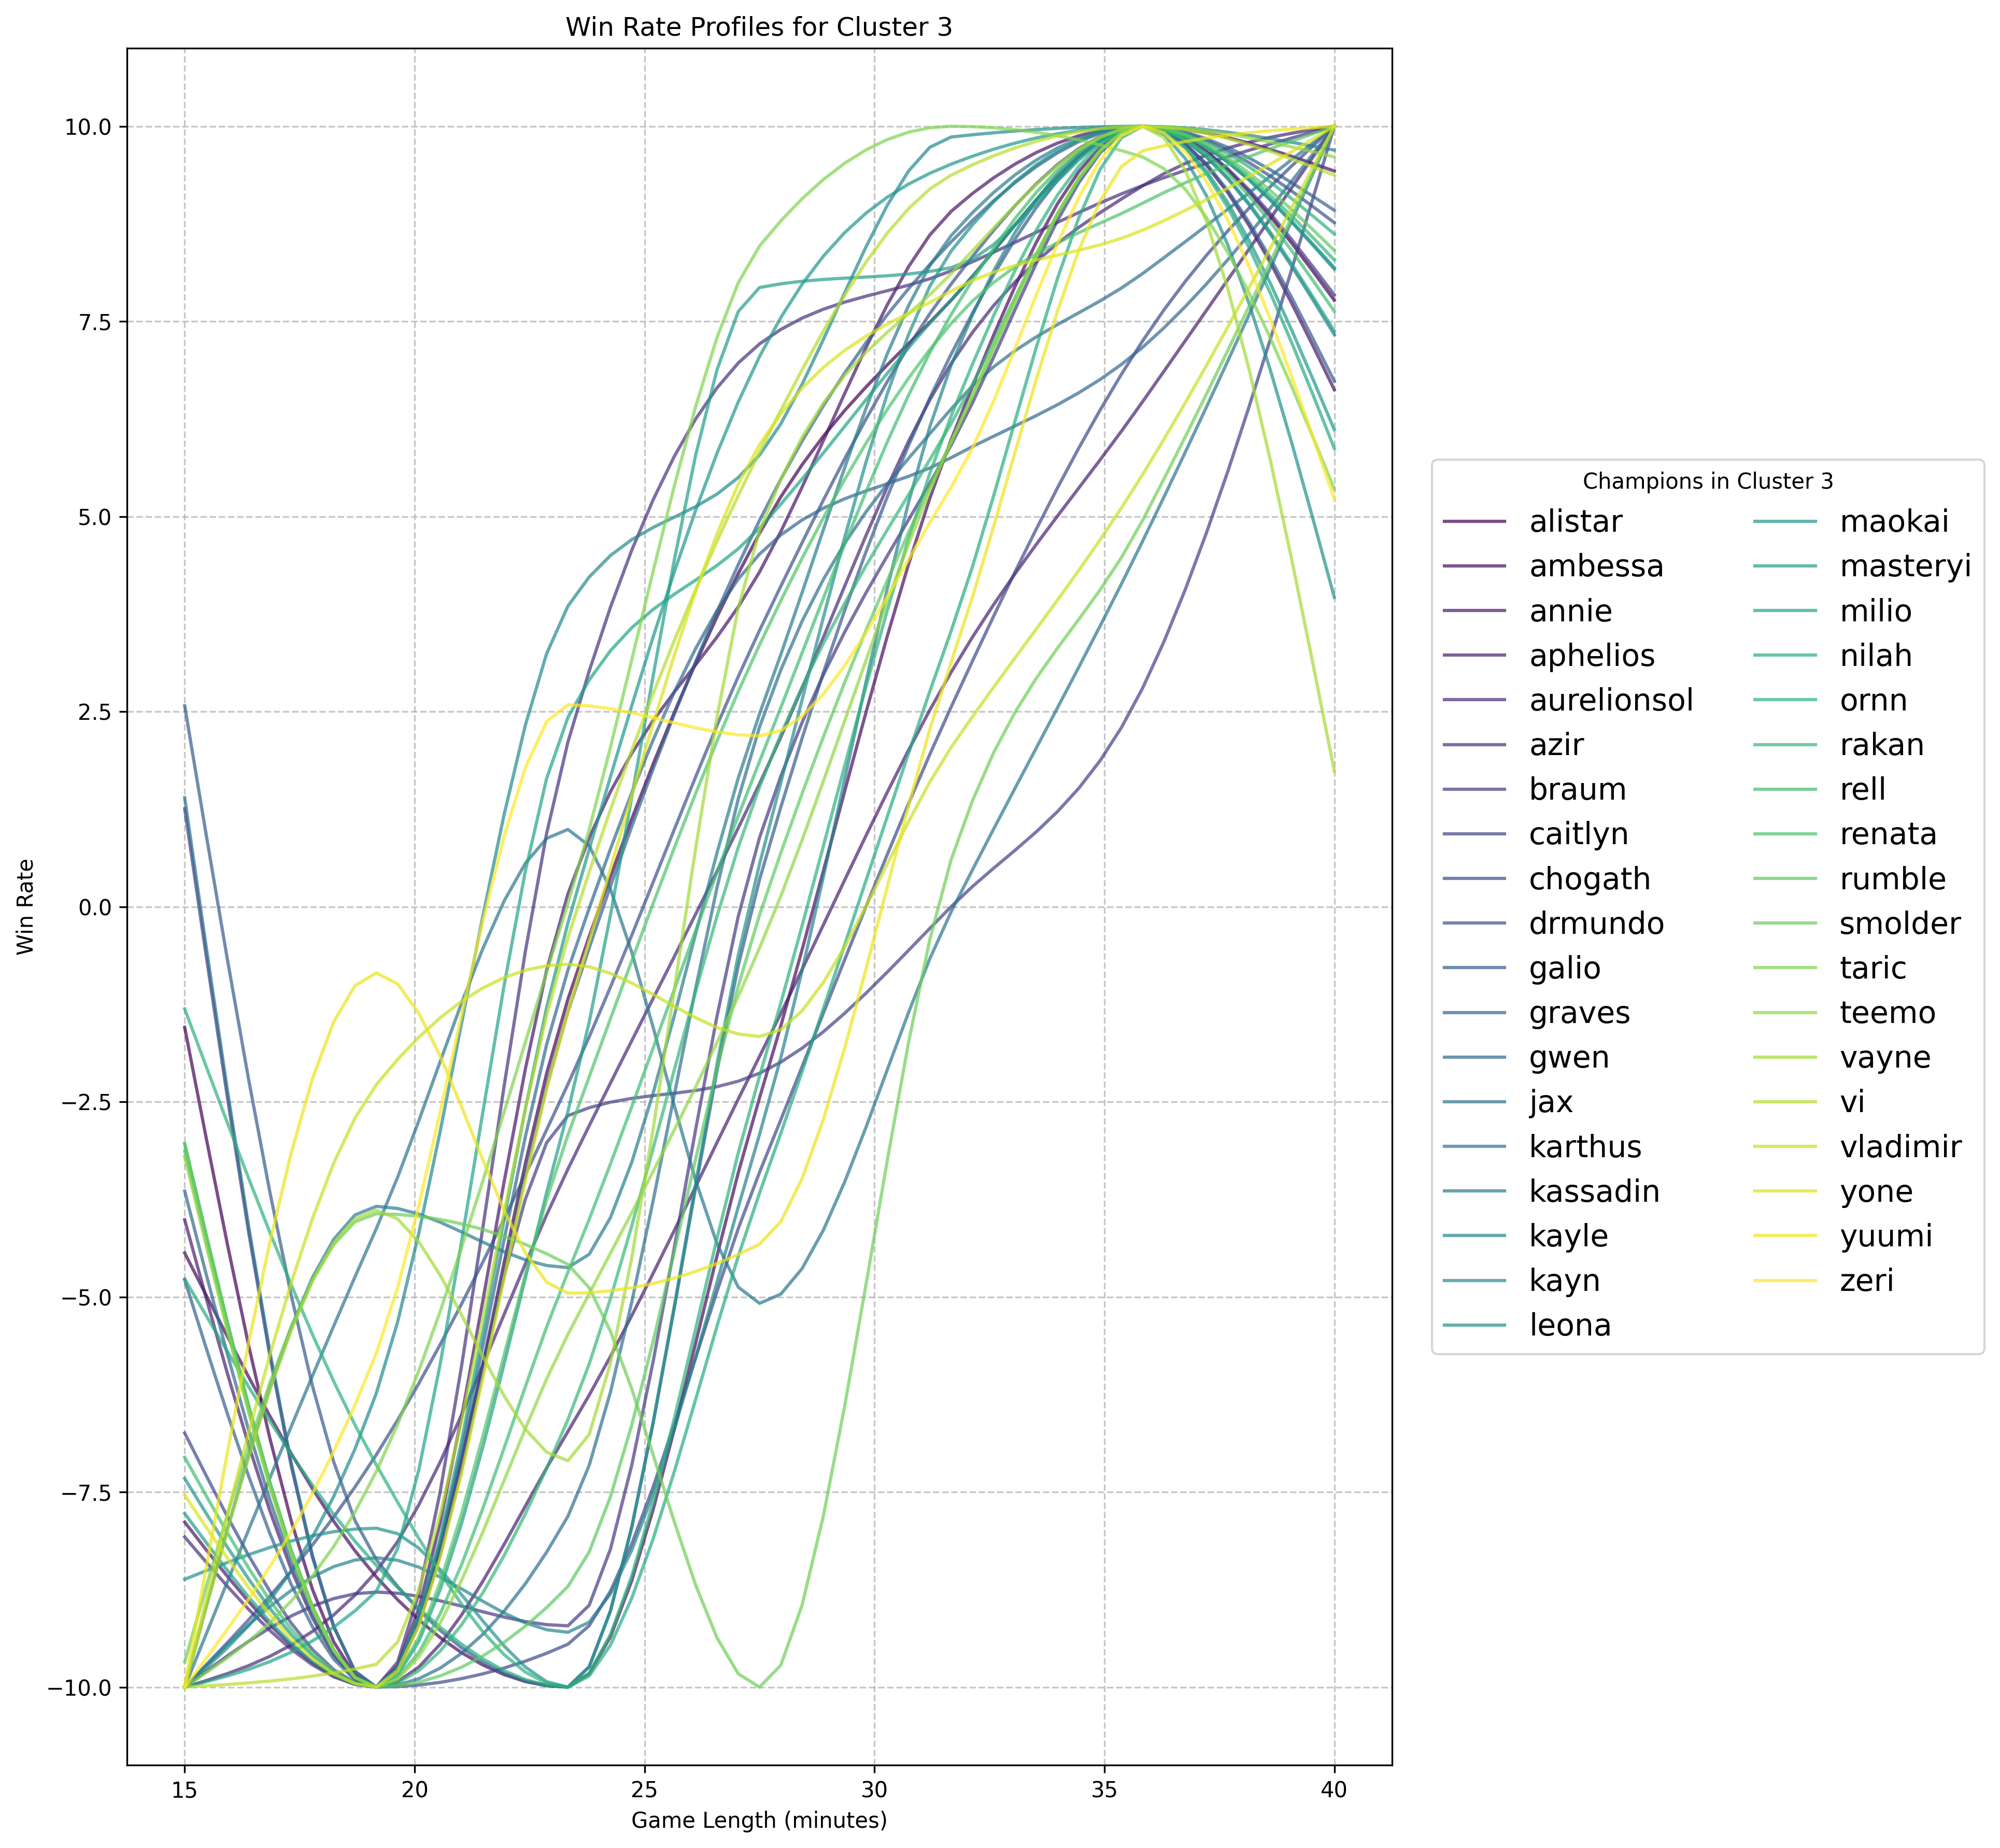 Win Rate Profiles for Cluster 3
10.0
7.5
5.0
2.5
0.0
−2.5
−5.0
−7.5
−10.0
Win Rate
15 20 25 30 35 40
Game Length (minutes)
Champions in Cluster 3
alistar
ambessa
annie
aphelios
aurelionsol
azir
braum
caitlyn
chogath
drmundo
galio
graves
gwen
jax
karthus
kassadin
kayle
kayn
leona
maokai
masteryi
milio
nilah
ornn
rakan
rell
renata
rumble
smolder
taric
teemo
vayne
vi
vladimir
yone
yuumi
zeri